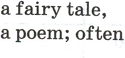 a fairy tale,
a poem; often